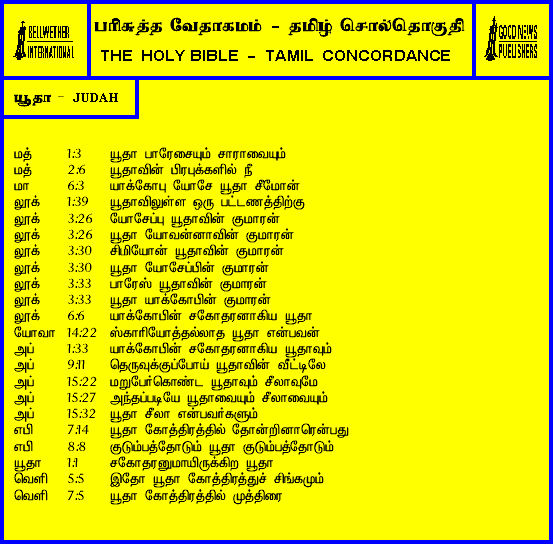 BELLWETHER
INTERNATIONAL
பரிசுத்த வேதாகமம் - தமிழ் சொல்தொகுதி
THE HOLY BIBLE - TAMIL CONCORDANCE
GOOD NEWS
PUBLISHERS
யூதா - JUDAH
மத் 1:3 யூதா பாரேசையும் சாராவையும்
மத் 2:6 யூதாவின் பிரபுக்களில் நீ
மா 6:3 யாக்கோபு யோசே யூதா சீமோன்
லூக் 1:39 யூதாவிலுள்ள ஒரு பட்டணத்திற்கு
லூக் 3:26 யோசேப்பு யூதாவின் குமாரன்
லூக் 3:26 யூதா யோவன்னாவின் குமாரன்
லூக் 3:30 சிமியோன் யூதாவின் குமாரன்
லூக் 3:30 யூதா யோசேப்பின் குமாரன்
லூக் 3:33 பாரேஸ் யூதாவின் குமாரன்
லூக் 3:33 யூதா யாக்கோபின் குமாரன்
லூக் 6:6 யாக்கோபின் சகோதரனாகிய யூதா
யோவா 14:22 ஸ்காரியோத்தல்லாத யூதா என்பவன்
அப் 1:33 யாக்கோபின் சகோதரனாகிய யூதாவும்
அப் 9:11 தெருவுக்குப்போய் யூதாவின் வீட்டிலே
அப் 15:22 மறுபேர்கொண்ட யூதாவும் சீலாவுமே
அப் 15:27 அந்தப்படியே யூதாவையும் சீலாவையும்
அப் 15:32 யூதா சீலா என்பவர்களும்
எபி 7:14 யூதா கோத்திரத்தில் தோன்றினாரென்பது
எபி 8:8 குடும்பத்தோடும் யூதா குடும்பத்தோடும்
யூதா 1:1 சகோதரனுமாயிருக்கிற யூதா
வெளி 5:5 இதோ யூதா கோத்திரத்துச் சிங்கமும்
வெளி 7:5 யூதா கோத்திரத்தில் முத்திரை